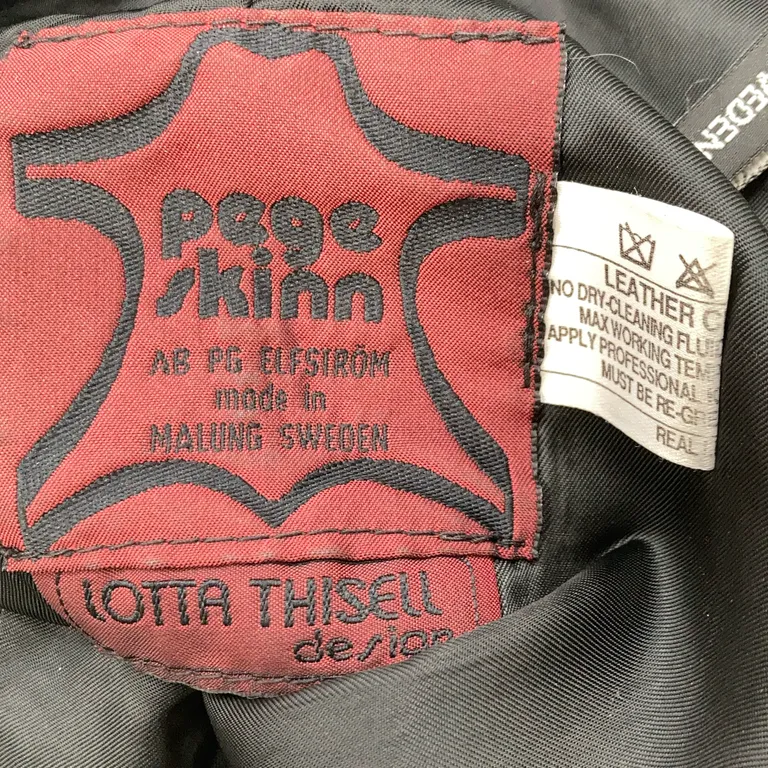 pege
skinn
AB PG ELFSTRÖM
made in
MALUNG SWEDEN
LOTTA THISELL
design
LEATHER
NO DRY-CLEANING
MAX WORKING
APPLY PROFESSIONAL
MUST BE
REAL